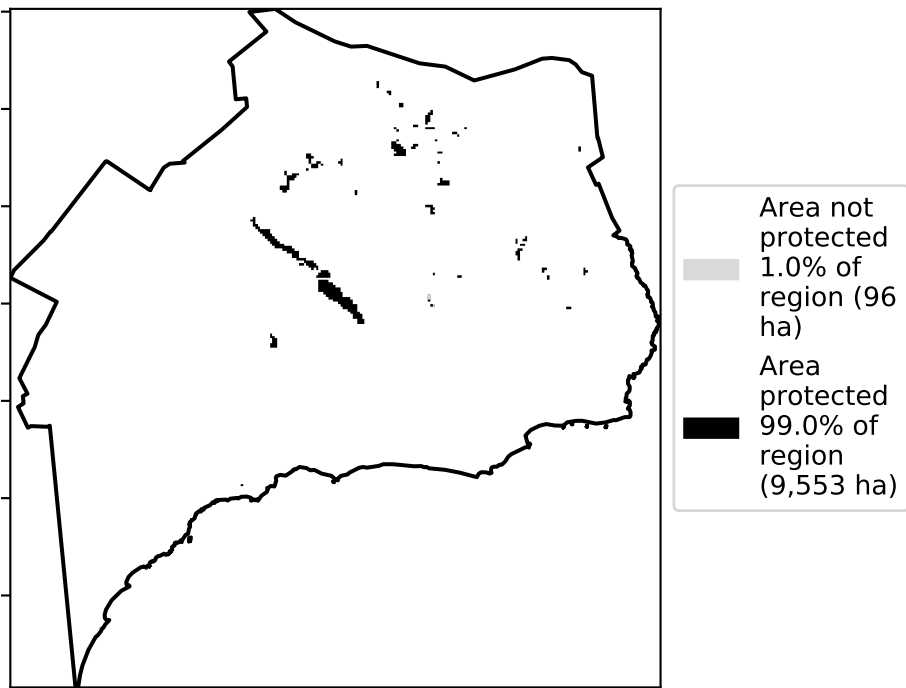 Area not
protected
1.0% of
region (96
ha)
Area
protected
99.0% of
region
(9,553 ha)